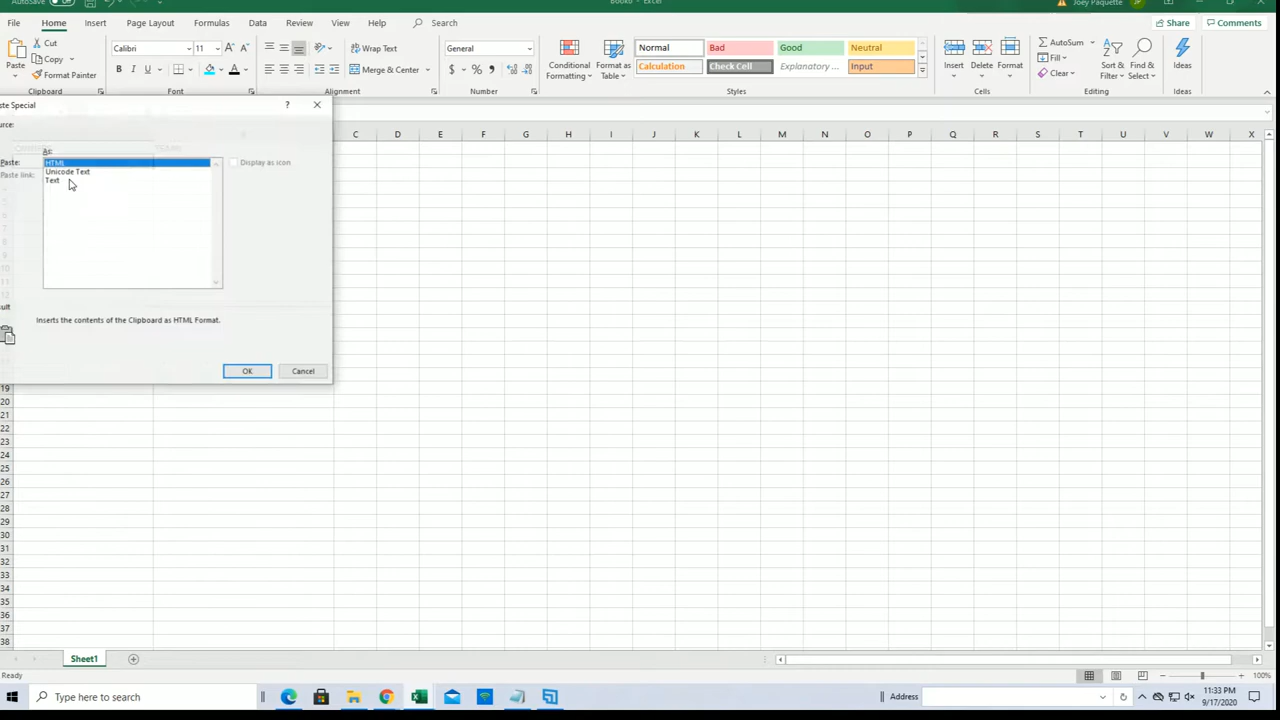 AutoSave Off Book6 - Excel Joey Paquette JP
File Home Insert Page Layout Formulas Data Review View Help Search Share Comments
Paste Cut Copy Format Painter Clipboard
Calibri 11 A A B I U A Font
Wrap Text Merge & Center Alignment
General $ % , Number
Conditional Formatting Format as Table
Normal Bad Good Neutral
Calculation Check Cell Explanatory ... Input
Styles
Insert Delete Format Cells
AutoSum Fill Clear Sort & Filter Find & Select Editing
Ideas Ideas
ste Special ?
urce:
As:
Paste: HTML Display as icon
Paste link: Unicode Text
Text
sult
Inserts the contents of the Clipboard as HTML Format.
OK Cancel
C D E F G H I J K L M N O P Q R S T U V W X
19
20
21
22
23
24
25
26
27
28
29
30
31
32
33
34
35
36
37
38
Sheet1
Ready 100%
Type here to search Address 11:33 PM
9/17/2020